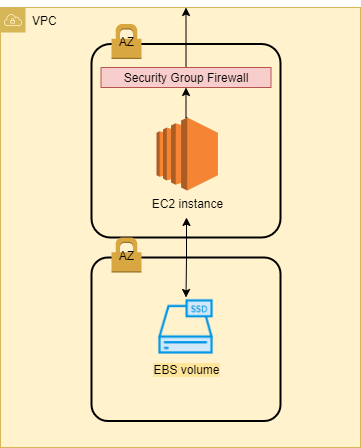 VPC
AZ
Security Group Firewall
EC2 instance
AZ
SSD
EBS volume